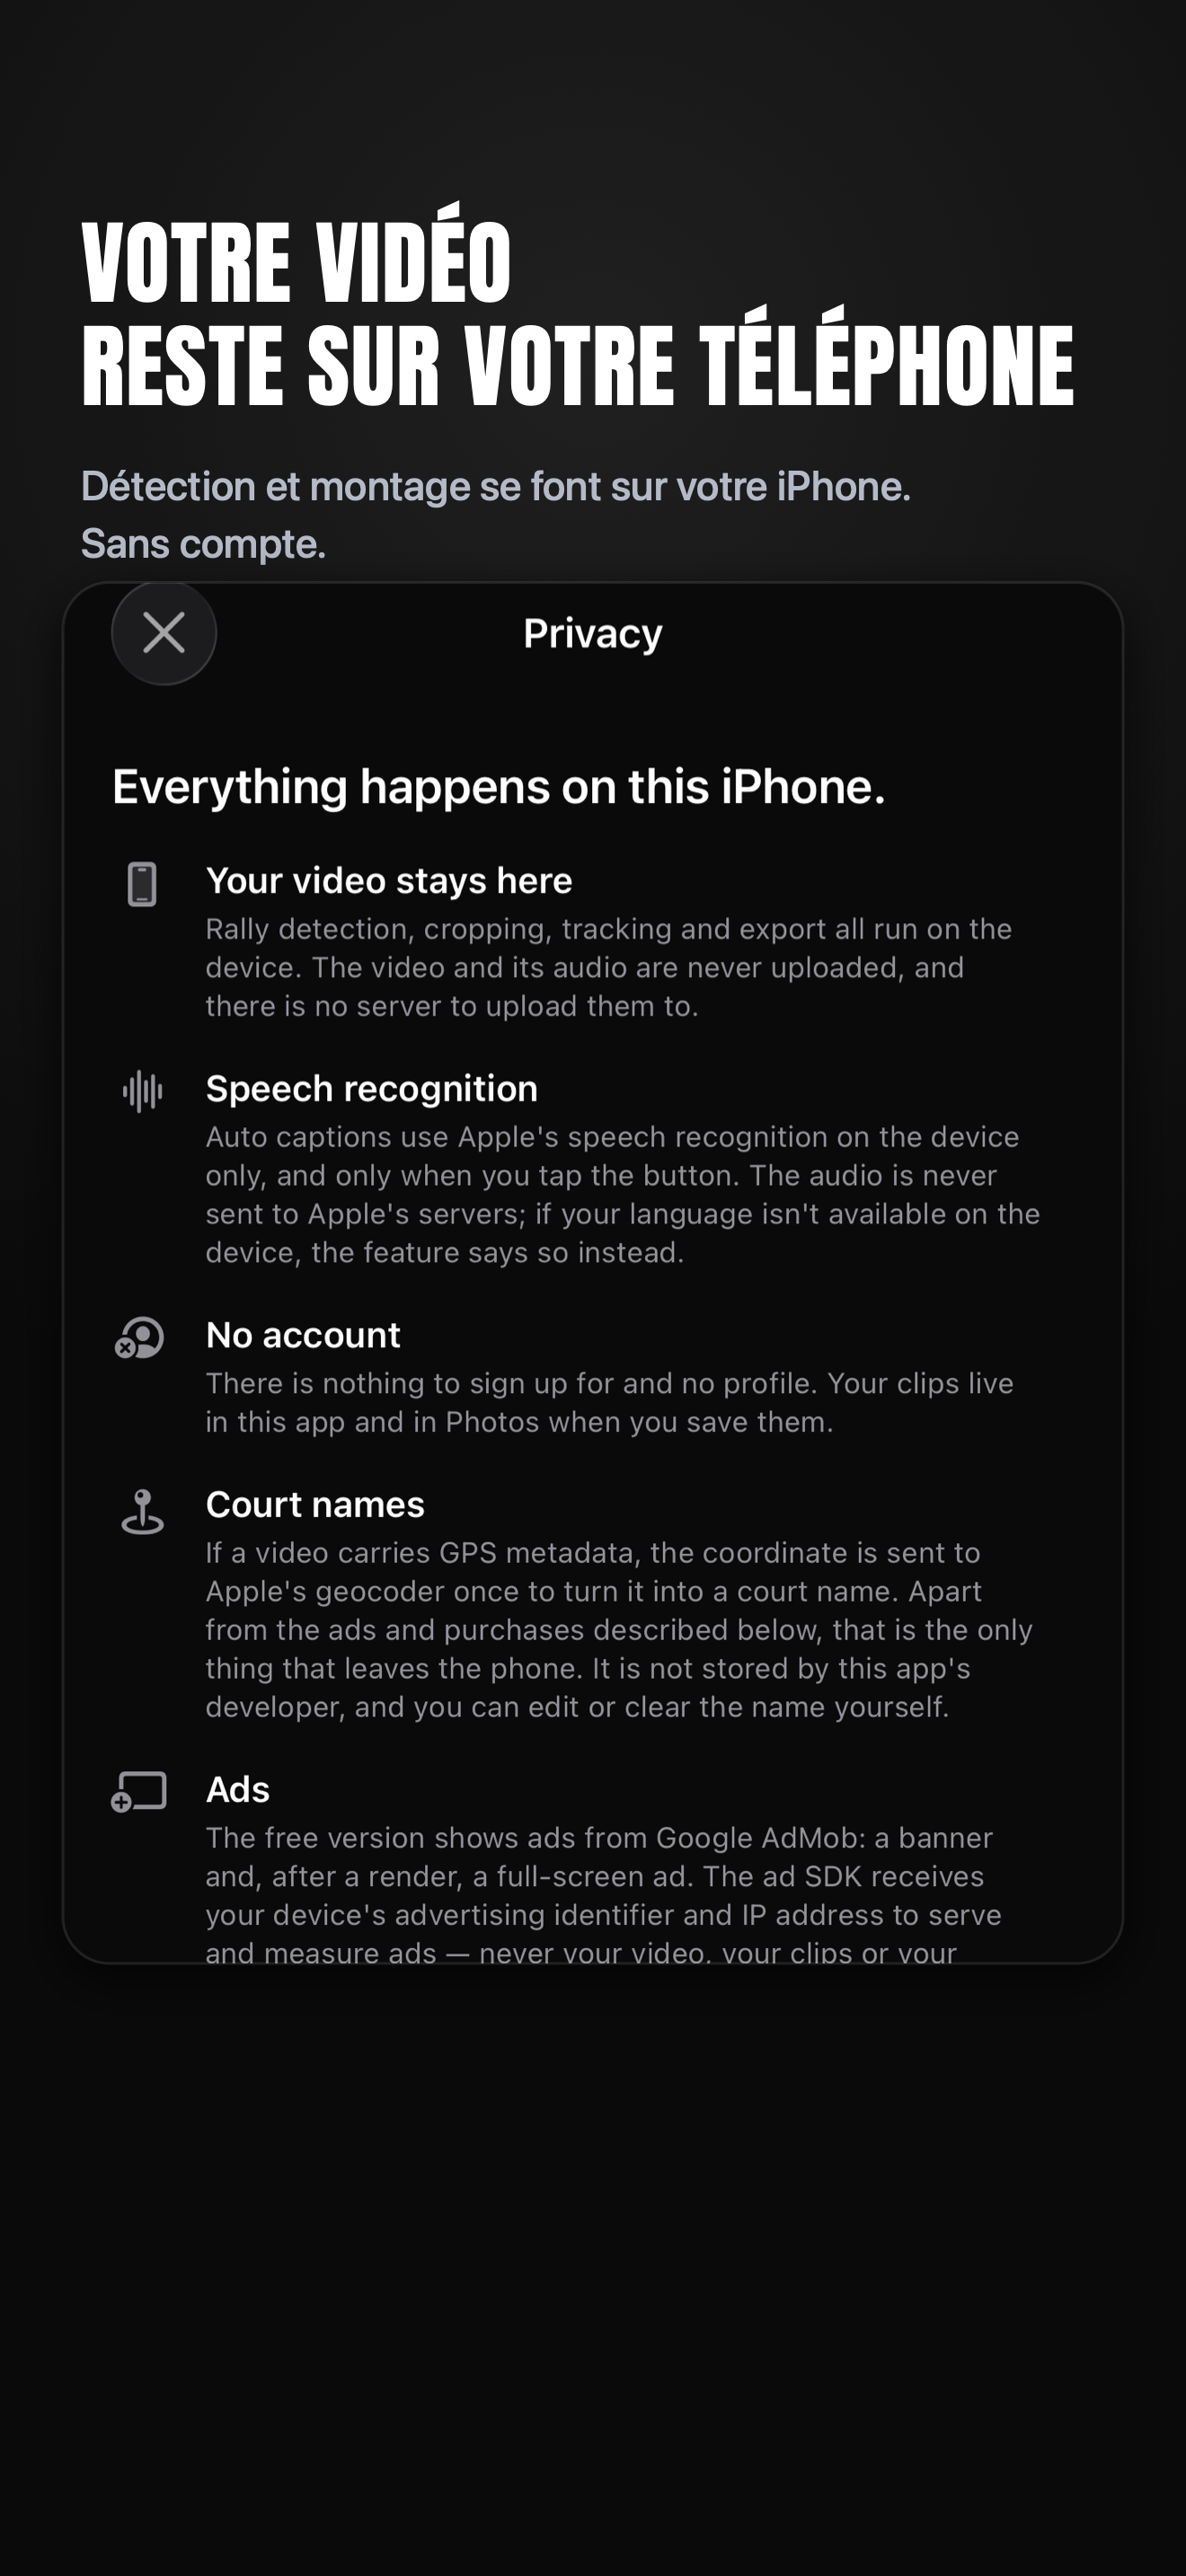 VOTRE VIDÉO
RESTE SUR VOTRE TÉLÉPHONE
Détection et montage se font sur votre iPhone.
Sans compte.
Privacy
Everything happens on this iPhone.
Your video stays here
Rally detection, cropping, tracking and export all run on the
device. The video and its audio are never uploaded, and
there is no server to upload them to.
Speech recognition
Auto captions use Apple's speech recognition on the device
only, and only when you tap the button. The audio is never
sent to Apple's servers; if your language isn't available on the
device, the feature says so instead.
No account
There is nothing to sign up for and no profile. Your clips live
in this app and in Photos when you save them.
Court names
If a video carries GPS metadata, the coordinate is sent to
Apple's geocoder once to turn it into a court name. Apart
from the ads and purchases described below, that is the only
thing that leaves the phone. It is not stored by this app's
developer, and you can edit or clear the name yourself.
Ads
The free version shows ads from Google AdMob: a banner
and, after a render, a full-screen ad. The ad SDK receives
your device's advertising identifier and IP address to serve
and measure ads — never your video, your clips or your